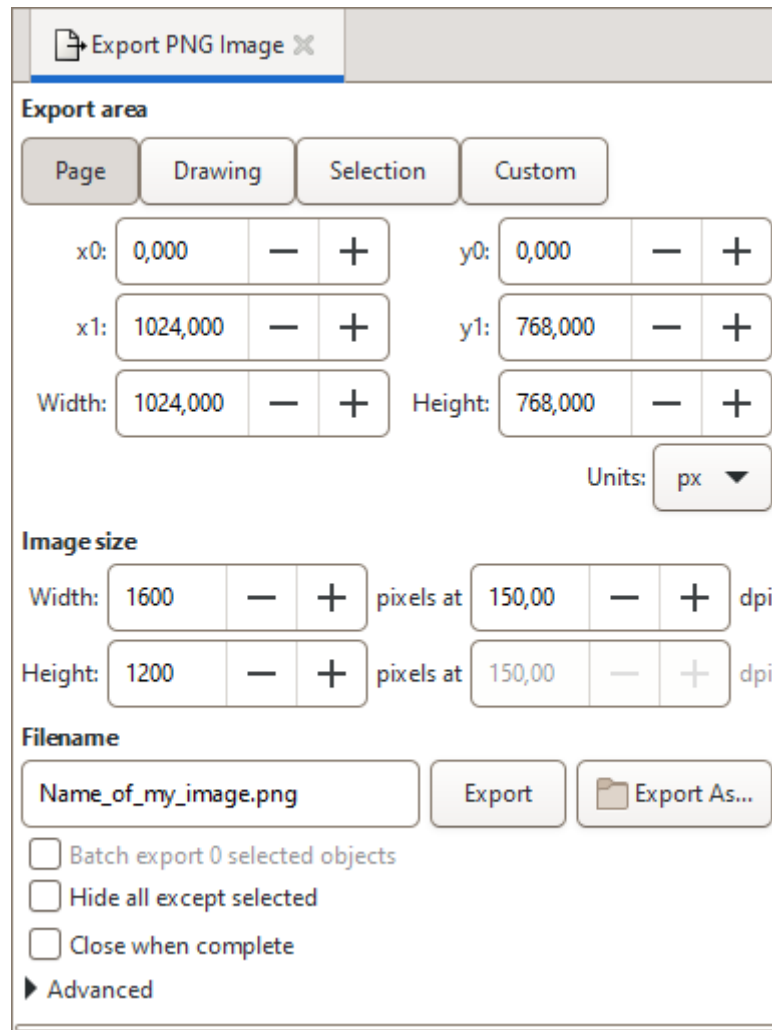 Export PNG Image
Export area
Page Drawing Selection Custom
x0: 0,000 y0: 0,000
x1: 1024,000 y1: 768,000
Width: 1024,000 Height: 768,000
Units: px
Image size
Width: 1600 pixels at 150,00 dpi
Height: 1200 pixels at 150,00 dpi
Filename
Name_of_my_image.png Export Export As...
Batch export 0 selected objects
Hide all except selected
Close when complete
Advanced